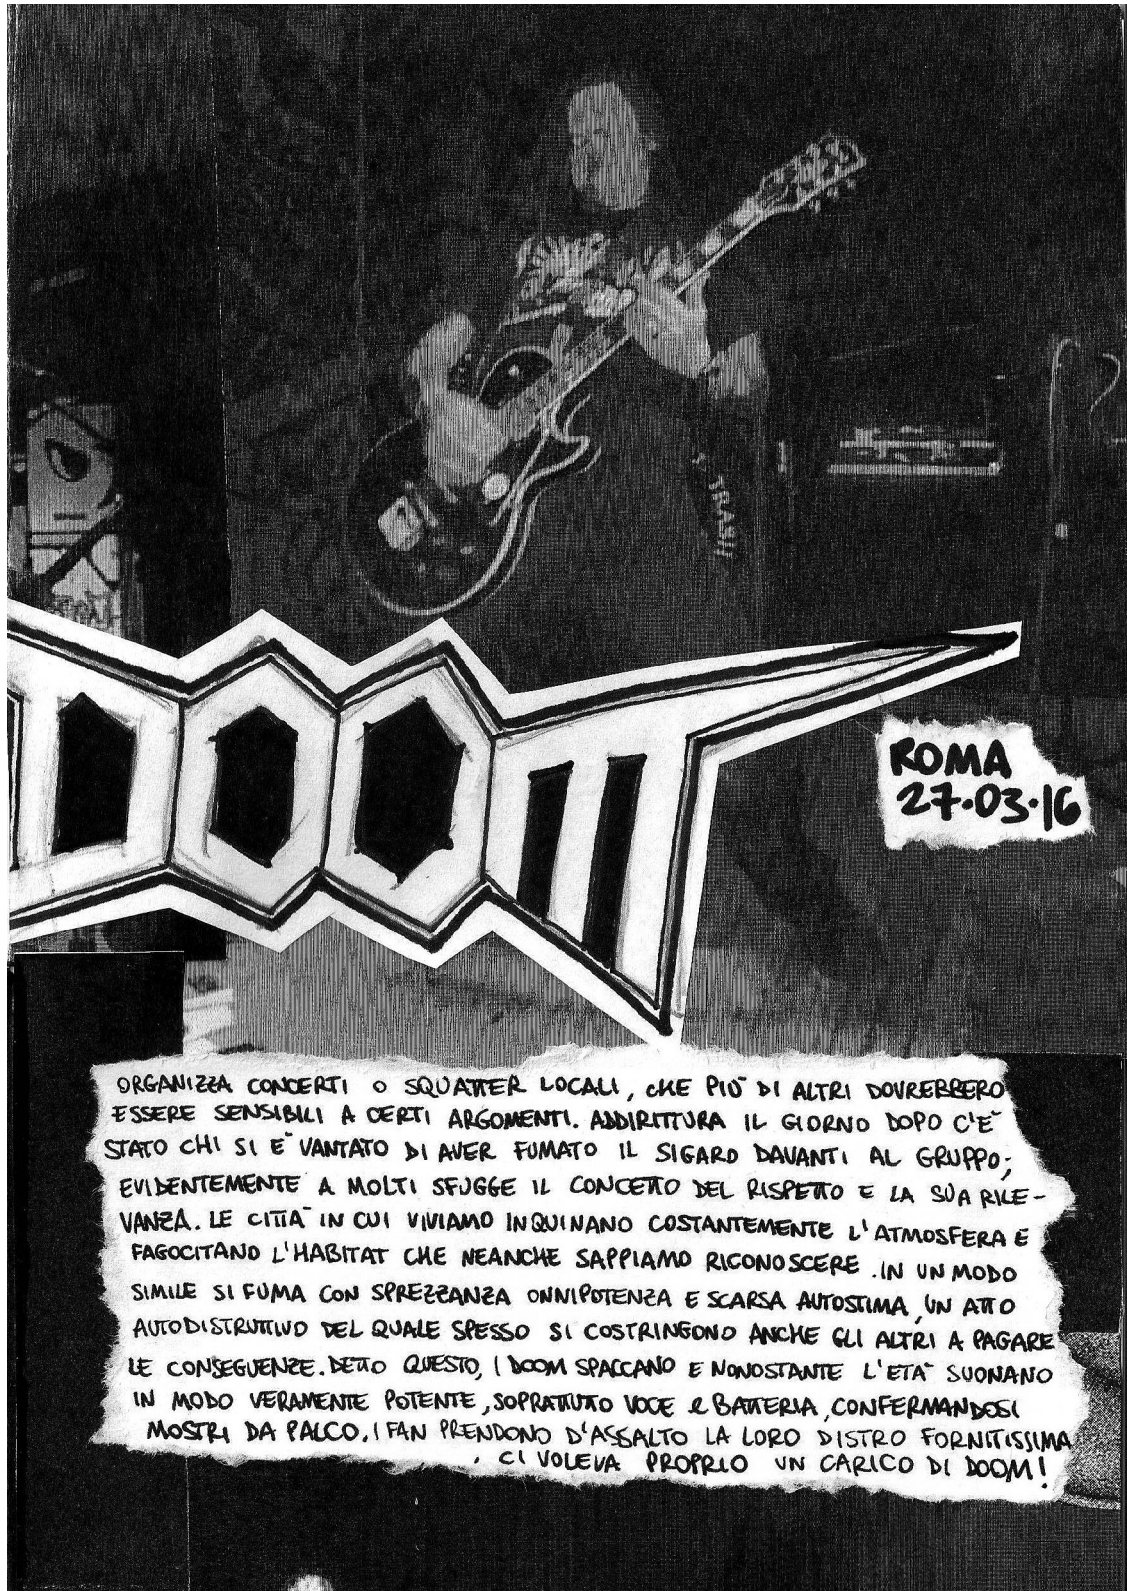 TRASH
DOOM
ROMA
27.03.16
ORGANIZZA CONCERTI O SQUATTER LOCALI, CHE PIÙ DI ALTRI DOVREBBERO
ESSERE SENSIBILI A CERTI ARGOMENTI. ADDIRITTURA IL GIORNO DOPO C'È
STATO CHI SI È VANTATO DI AVER FUMATO IL SIGARO DAVANTI AL GRUPPO;
EVIDENTEMENTE A MOLTI SFUGGE IL CONCETTO DEL RISPETTO E LA SUA RILE-
VANZA. LE CITTÀ IN CUI VIVIAMO INQUINANO COSTANTEMENTE L'ATMOSFERA E
FAGOCITANO L'HABITAT CHE NEANCHE SAPPIAMO RICONOSCERE. IN UN MODO
SIMILE SI FUMA CON SPREZZANZA ONNIPOTENZA E SCARSA AUTOSTIMA, UN ATTO
AUTODISTRUTTIVO DEL QUALE SPESSO SI COSTRINGONO ANCHE GLI ALTRI A PAGARE
LE CONSEGUENZE. DETTO QUESTO, I DOOM SPACCANO E NONOSTANTE L'ETÀ SUONANO
IN MODO VERAMENTE POTENTE, SOPRATTUTO VOCE E BATTERIA, CONFERMANDOSI
MOSTRI DA PALCO. I FAN PRENDONO D'ASSALTO LA LORO DISTRO FORNITISSIMA
. CI VOLEVA PROPRIO UN CARICO DI DOOM!